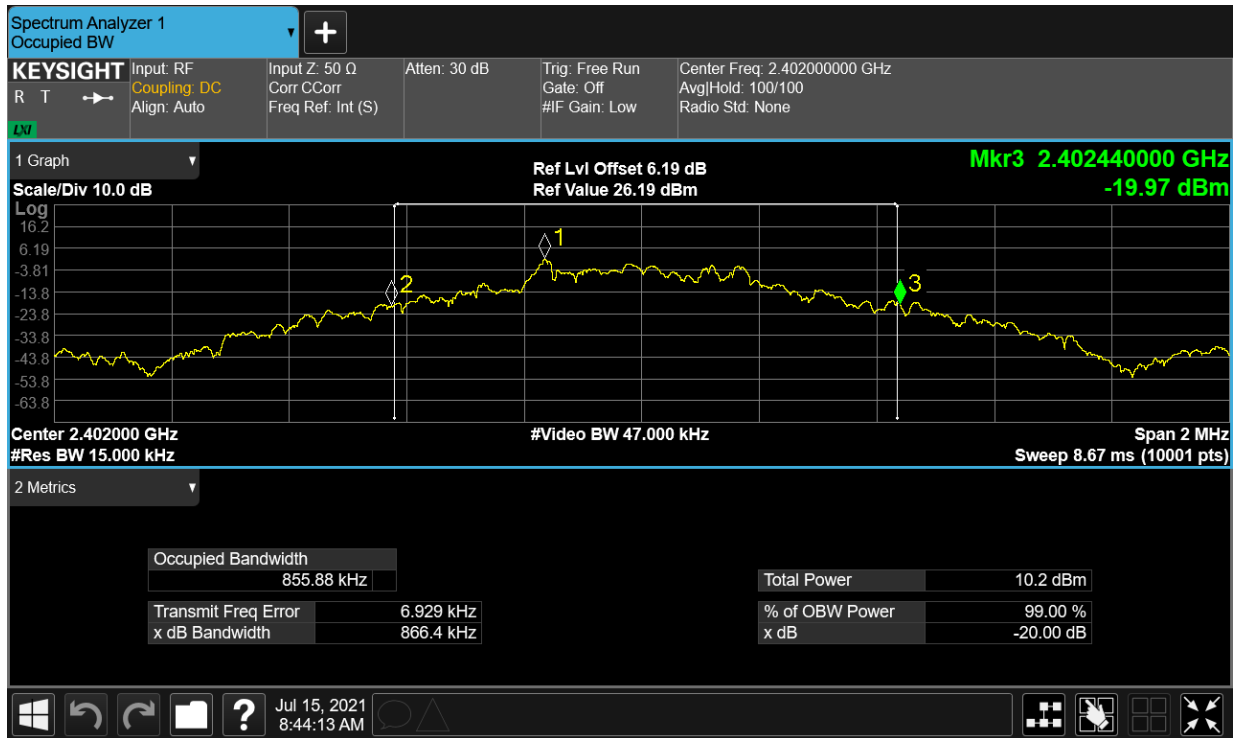 Spectrum Analyzer 1
Occupied BW
KEYSIGHT
R T
LXI
Input: RF
Coupling: DC
Align: Auto
Input Z: 50 Ω
Corr CCorr
Freq Ref: Int (S)
Atten: 30 dB
Trig: Free Run
Gate: Off
#IF Gain: Low
Center Freq: 2.402000000 GHz
Avg|Hold: 100/100
Radio Std: None
1 Graph
Scale/Div 10.0 dB
Ref Lvl Offset 6.19 dB
Ref Value 26.19 dBm
Mkr3 2.402440000 GHz
-19.97 dBm
Log
16.2
6.19
-3.81
-13.8
-23.8
-33.8
-43.8
-53.8
-63.8
1
2
3
Center 2.402000 GHz
#Video BW 47.000 kHz
Span 2 MHz
#Res BW 15.000 kHz
Sweep 8.67 ms (10001 pts)
2 Metrics
Occupied Bandwidth
855.88 kHz
Transmit Freq Error 6.929 kHz
x dB Bandwidth 866.4 kHz
Total Power 10.2 dBm
% of OBW Power 99.00 %
x dB -20.00 dB
?
Jul 15, 2021
8:44:13 AM